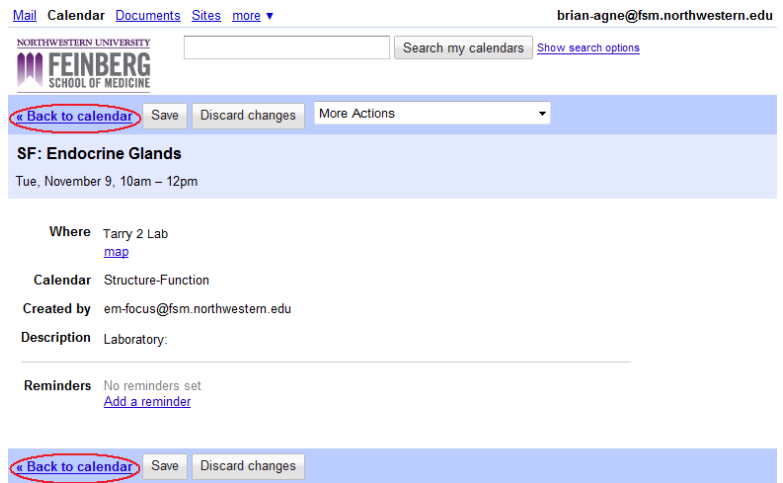 Mail Calendar Documents Sites more ▼ brian-agne@fsm.northwestern.edu
NORTHWESTERN UNIVERSITY
FEINBERG
SCHOOL OF MEDICINE
Search my calendars Show search options
« Back to calendar Save Discard changes More Actions
SF: Endocrine Glands
Tue, November 9, 10am – 12pm
Where Tarry 2 Lab
map
Calendar Structure-Function
Created by em-focus@fsm.northwestern.edu
Description Laboratory:
Reminders No reminders set
Add a reminder
« Back to calendar Save Discard changes